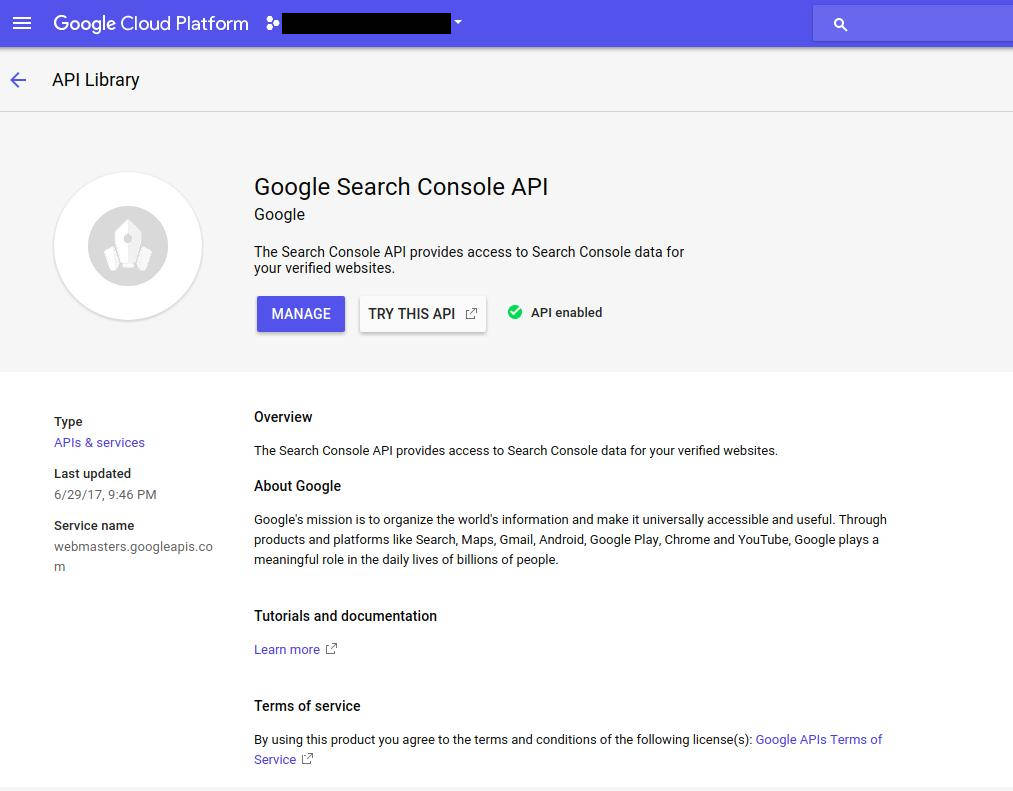 Google Cloud Platform
API Library
Google Search Console API
Google
The Search Console API provides access to Search Console data for
your verified websites.
MANAGE
TRY THIS API
API enabled
Type
APIs & services
Last updated
6/29/17, 9:46 PM
Service name
webmasters.googleapis.co
m
Overview
The Search Console API provides access to Search Console data for your verified websites.
About Google
Google's mission is to organize the world's information and make it universally accessible and useful. Through
products and platforms like Search, Maps, Gmail, Android, Google Play, Chrome and YouTube, Google plays a
meaningful role in the daily lives of billions of people.
Tutorials and documentation
Learn more
Terms of service
By using this product you agree to the terms and conditions of the following license(s): Google APIs Terms of
Service